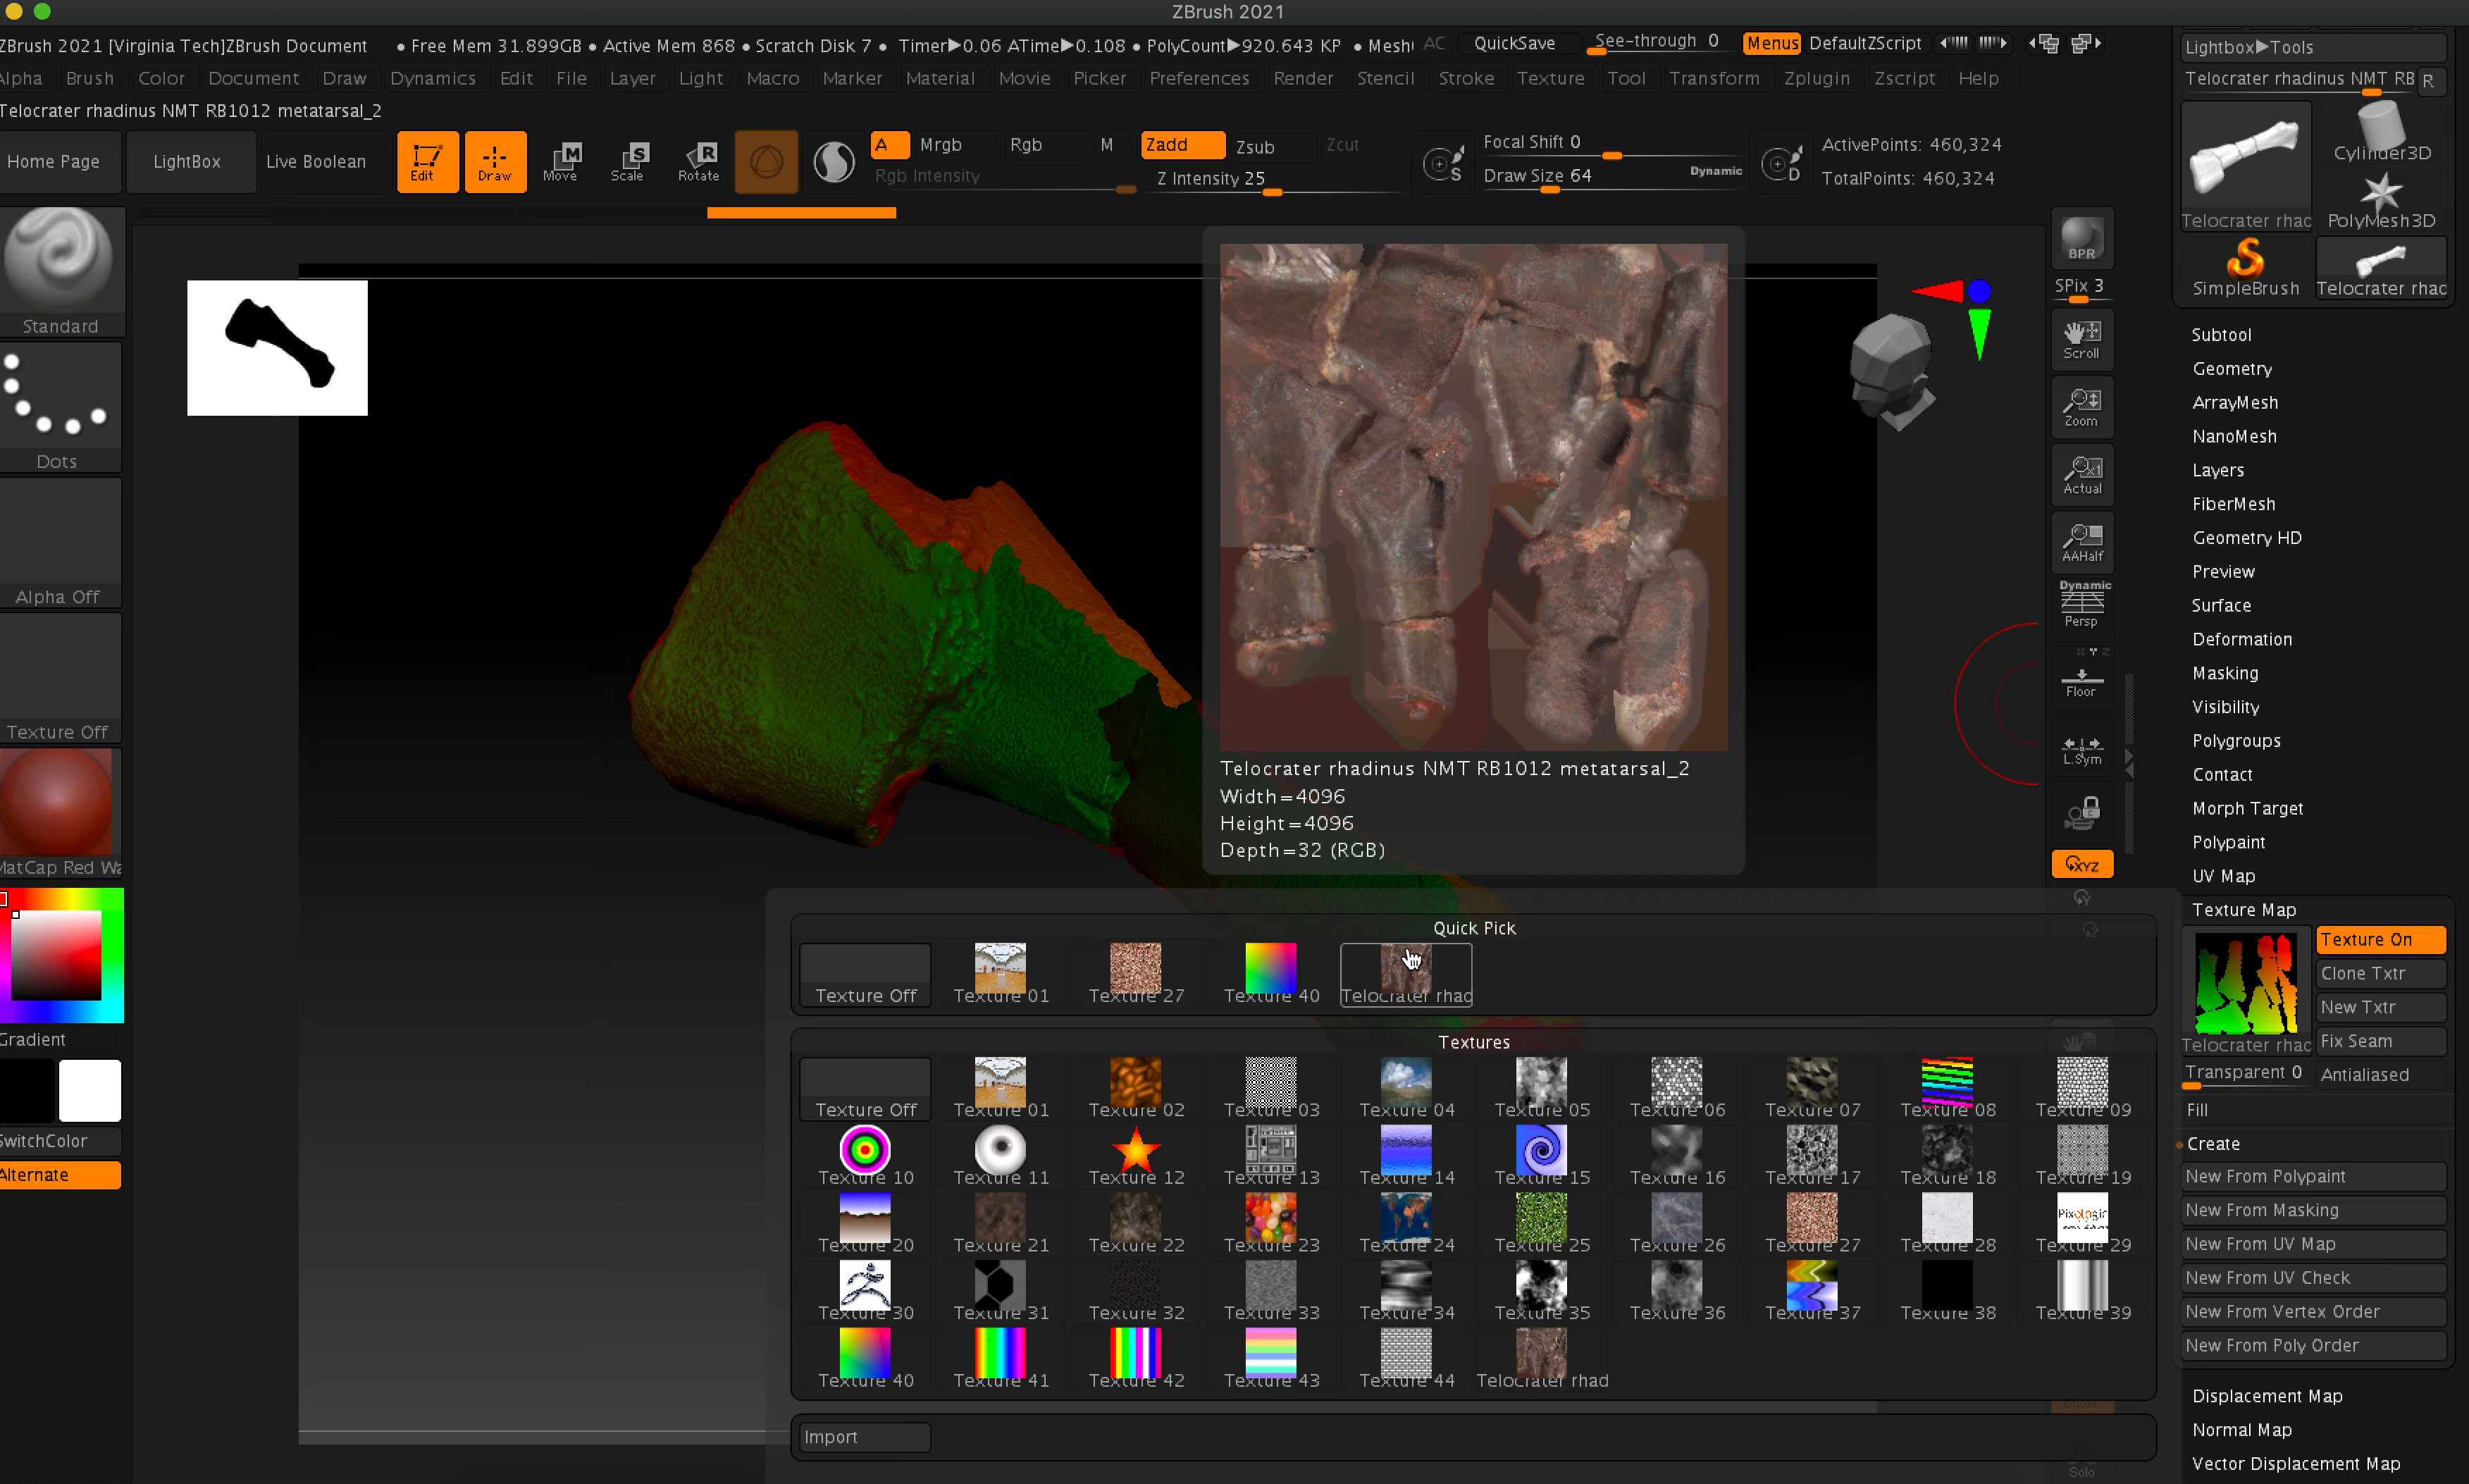 ZBrush 2021
ZBrush 2021 [Virginia Tech]ZBrush Document • Free Mem 31.899GB • Active Mem 868 • Scratch Disk 7 • Timer▶0.06 ATime▶0.108 • PolyCount▶920.643 KP • Mesh AC QuickSave See-through 0 Menus DefaultZScript
Alpha Brush Color Document Draw Dynamics Edit File Layer Light Macro Marker Material Movie Picker Preferences Render Stencil Stroke Texture Tool Transform Zplugin Zscript Help
Telocrater rhadinus NMT RB1012 metatarsal_2
Home Page LightBox Live Boolean Edit Draw Move Scale Rotate
M S R
A Mrgb Rgb M Zadd Zsub Zcut
Rgb Intensity Z Intensity 25
S Focal Shift 0
Draw Size 64 Dynamic D
ActivePoints: 460,324
TotalPoints: 460,324
Standard
Dots
Alpha Off
Texture Off
MatCap Red Wa
Gradient
SwitchColor
Alternate
Telocrater rhadinus NMT RB1012 metatarsal_2
Width=4096
Height=4096
Depth=32 (RGB)
Quick Pick
Texture Off Texture 01 Texture 27 Texture 40 Telocrater rhad
Textures
Texture Off Texture 01 Texture 02 Texture 03 Texture 04 Texture 05 Texture 06 Texture 07 Texture 08 Texture 09
Texture 10 Texture 11 Texture 12 Texture 13 Texture 14 Texture 15 Texture 16 Texture 17 Texture 18 Texture 19
Pixologic
Texture 20 Texture 21 Texture 22 Texture 23 Texture 24 Texture 25 Texture 26 Texture 27 Texture 28 Texture 29
Texture 30 Texture 31 Texture 32 Texture 33 Texture 34 Texture 35 Texture 36 Texture 37 Texture 38 Texture 39
Texture 40 Texture 41 Texture 42 Texture 43 Texture 44 Telocrater rhad
Import
BPR
SPix 3
Scroll
Zoom
x1
Actual
AAHalf
Dynamic
Persp
X Y Z
Floor
L.Sym
XYZ
Y
Z
Solo
Lightbox▶Tools
Telocrater rhadinus NMT RB R
Telocrater rhad
Cylinder3D
PolyMesh3D
SimpleBrush
Telocrater rhad
Subtool
Geometry
ArrayMesh
NanoMesh
Layers
FiberMesh
Geometry HD
Preview
Surface
Deformation
Masking
Visibility
Polygroups
Contact
Morph Target
Polypaint
UV Map
Texture Map
Texture On
Clone Txtr
New Txtr
Fix Seam
Telocrater rhad
Transparent 0 Antialiased
Fill
Create
New From Polypaint
New From Masking
New From UV Map
New From UV Check
New From Vertex Order
New From Poly Order
Displacement Map
Normal Map
Vector Displacement Map